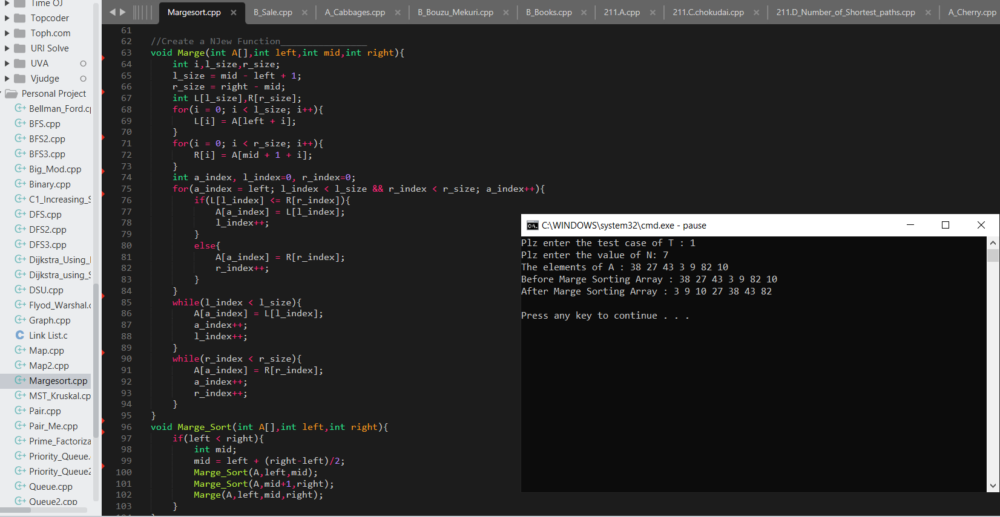 Time OJ
Topcoder
Toph.com
URI Solve
UVA
Vjudge
Personal Project
Bellman_Ford.cp
BFS.cpp
BFS2.cpp
BFS3.cpp
Big_Mod.cpp
Binary.cpp
C1_Increasing_S
DFS.cpp
DFS2.cpp
DFS3.cpp
Dijkstra_Using_
Dijkstra_using_S
DSU.cpp
Flyod_Warshal.c
Graph.cpp
Link List.c
Map.cpp
Map2.cpp
Margesort.cpp
MST_Kruskal.cp
Pair.cpp
Pair_Me.cpp
Prime_Factoriza
Priority_Queue.
Priority_Queue2
Queue.cpp
Queue2.cpp
Margesort.cpp × B_Sale.cpp × A_Cabbages.cpp × B_Bouzu_Mekuri.cpp × B_Books.cpp × 211.A.cpp × 211.C.chokudai.cpp × 211.D_Number_of_Shortest_paths.cpp × A_Cherry.cpp
61
62 //Create a NJew Function________________
63 void Marge(int A[],int left,int mid,int right){
64 int i,l_size,r_size;
65 l_size = mid - left + 1;
66 r_size = right - mid;
67 int L[l_size],R[r_size];
68 for(i = 0; i < l_size; i++){
69 L[i] = A[left + i];
70 }
71 for(i = 0; i < r_size; i++){
72 R[i] = A[mid + 1 + i];
73 }
74 int a_index, l_index=0, r_index=0;
75 for(a_index = left; l_index < l_size && r_index < r_size; a_index++){
76 if(L[l_index] <= R[r_index]){
77 A[a_index] = L[l_index];
78 l_index++;
79 }
80 else{
81 A[a_index] = R[r_index];
82 r_index++;
83 }
84 }
85 while(l_index < l_size){
86 A[a_index] = L[l_index];
87 a_index++;
88 l_index++;
89 }
90 while(r_index < r_size){
91 A[a_index] = R[r_index];
92 a_index++;
93 r_index++;
94 }
95 }
96 void Marge_Sort(int A[],int left,int right){
97 if(left < right){
98 int mid;
99 mid = left + (right-left)/2;
100 Marge_Sort(A,left,mid);
101 Marge_Sort(A,mid+1,right);
102 Marge(A,left,mid,right);
103 }
C:\WINDOWS\system32\cmd.exe - pause
Plz enter the test case of T : 1
Plz enter the value of N: 7
The elements of A : 38 27 43 3 9 82 10
Before Marge Sorting Array : 38 27 43 3 9 82 10
After Marge Sorting Array : 3 9 10 27 38 43 82
Press any key to continue . . .